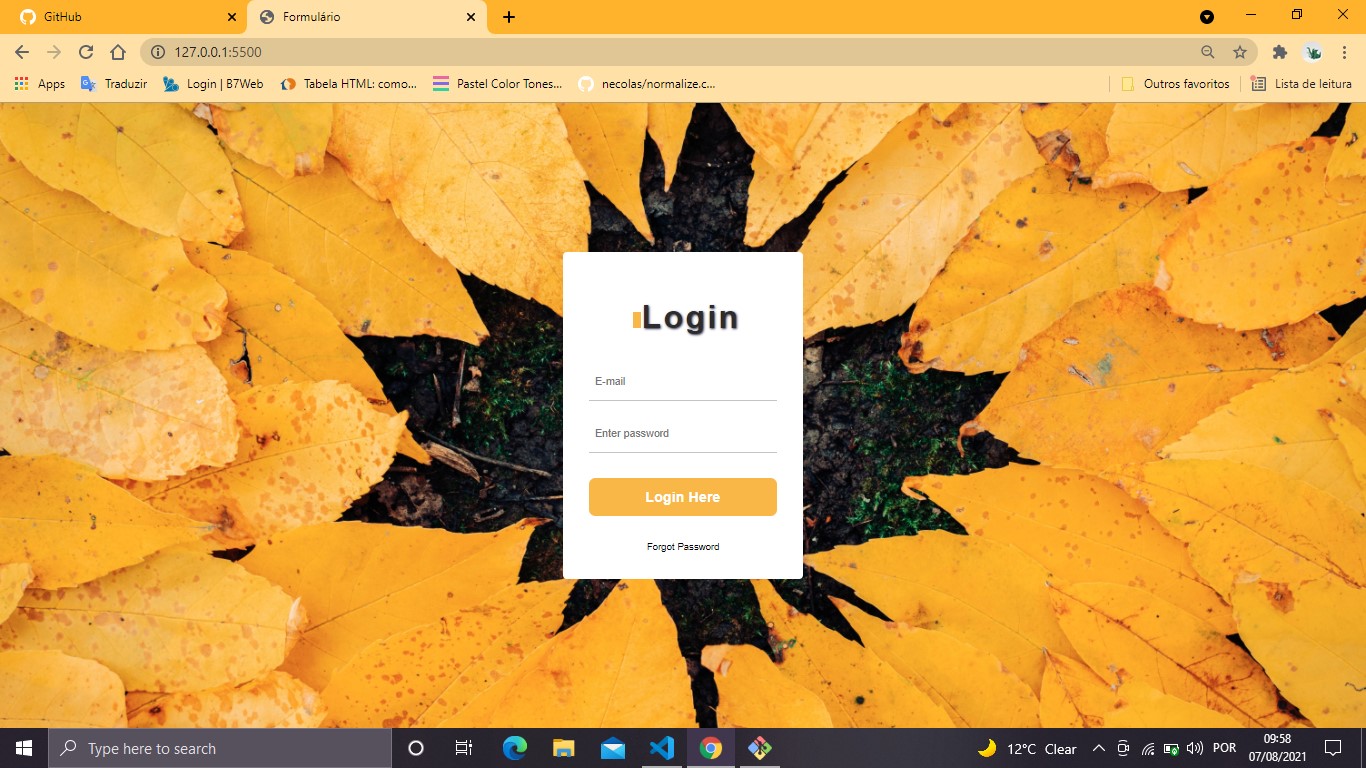 GitHub
Formulário
127.0.0.1:5500
Apps
Traduzir
Login | B7Web
Tabela HTML: como...
Pastel Color Tones...
necolas/normalize.c...
Outros favoritos
Lista de leitura
Login
E-mail
Enter password
Login Here
Forgot Password
Type here to search
12°C Clear
POR
09:58
07/08/2021